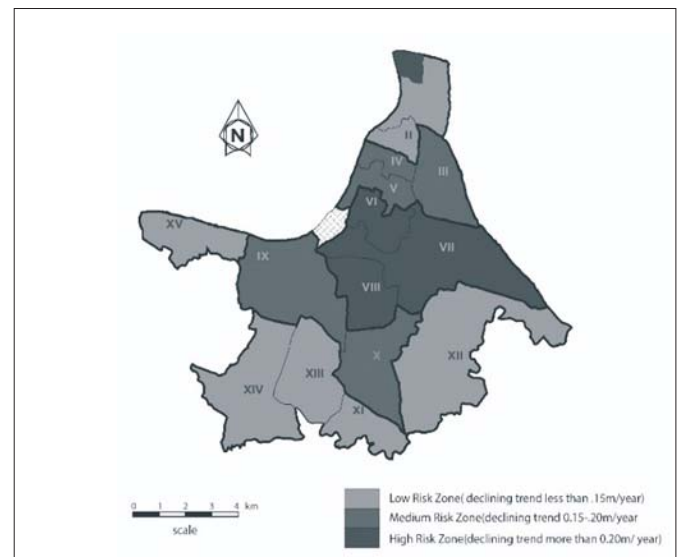 N
II
IV
III
V
VI
XV
VII
IX
VIII
X
XII
XIII
XIV
XI
0 1 2 3 4 km
scale
Low Risk Zone( declining trend less than .15m/year)
Medium Risk Zone(declining trend 0.15-.20m/year
High Risk Zone(declining trend more than 0.20m/ year)